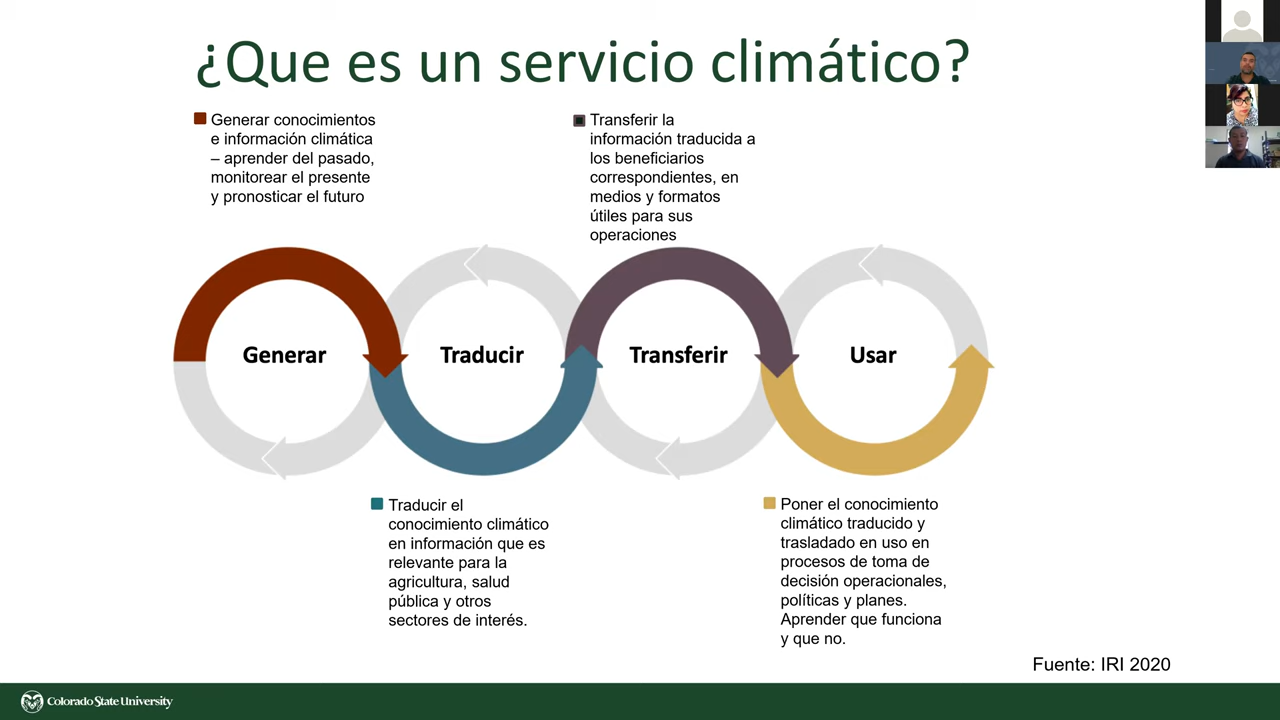 ¿Que es un servicio climático?
Generar conocimientos
e información climática
– aprender del pasado,
monitorear el presente
y pronosticar el futuro
Transferir la
información traducida a
los beneficiarios
correspondientes, en
medios y formatos
útiles para sus
operaciones
Generar
Traducir
Transferir
Usar
Traducir el
conocimiento climático
en información que es
relevante para la
agricultura, salud
pública y otros
sectores de interés.
Poner el conocimiento
climático traducido y
trasladado en uso en
procesos de toma de
decisión operacionales,
políticas y planes.
Aprender que funciona
y que no.
Fuente: IRI 2020
Colorado State University